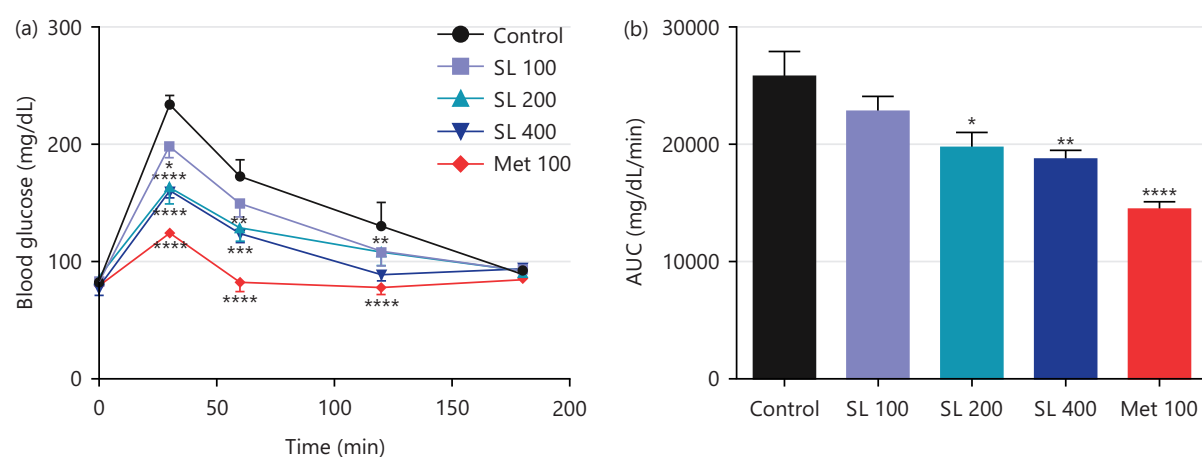 (a)
Blood glucose (mg/dL)
300
200
100
0
0
50
100
150
200
Time (min)
Control
SL 100
SL 200
SL 400
Met 100
*
****
****
****
**
***
****
**
****
(b)
AUC (mg/dL/min)
30000
20000
10000
0
*
**
****
Control
SL 100
SL 200
SL 400
Met 100